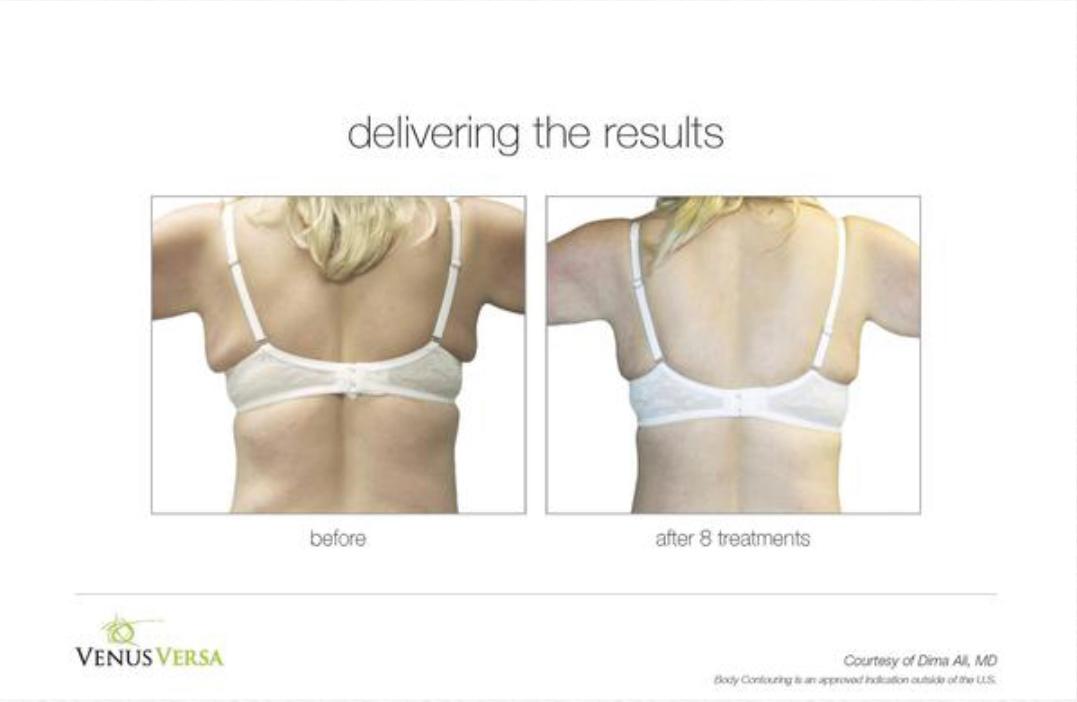 delivering the results
before
after 8 treatments
VENUS VERSA
Courtesy of Dima Ali, MD
Body Contouring is an approved indication outside of the U.S.